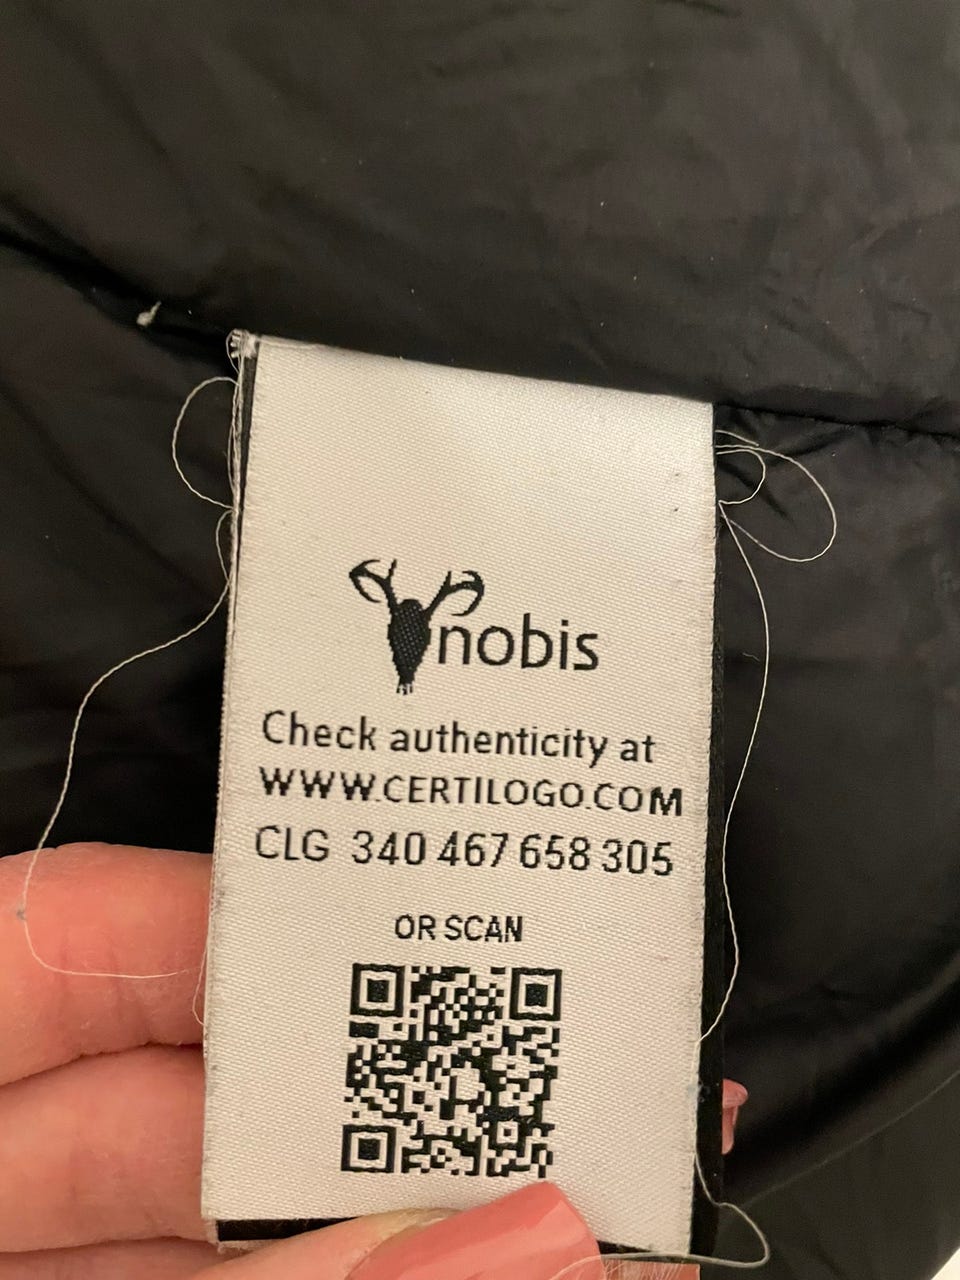 nobis
Check authenticity at
WWW.CERTILOGO.COM
CLG 340 467 658 305
OR SCAN